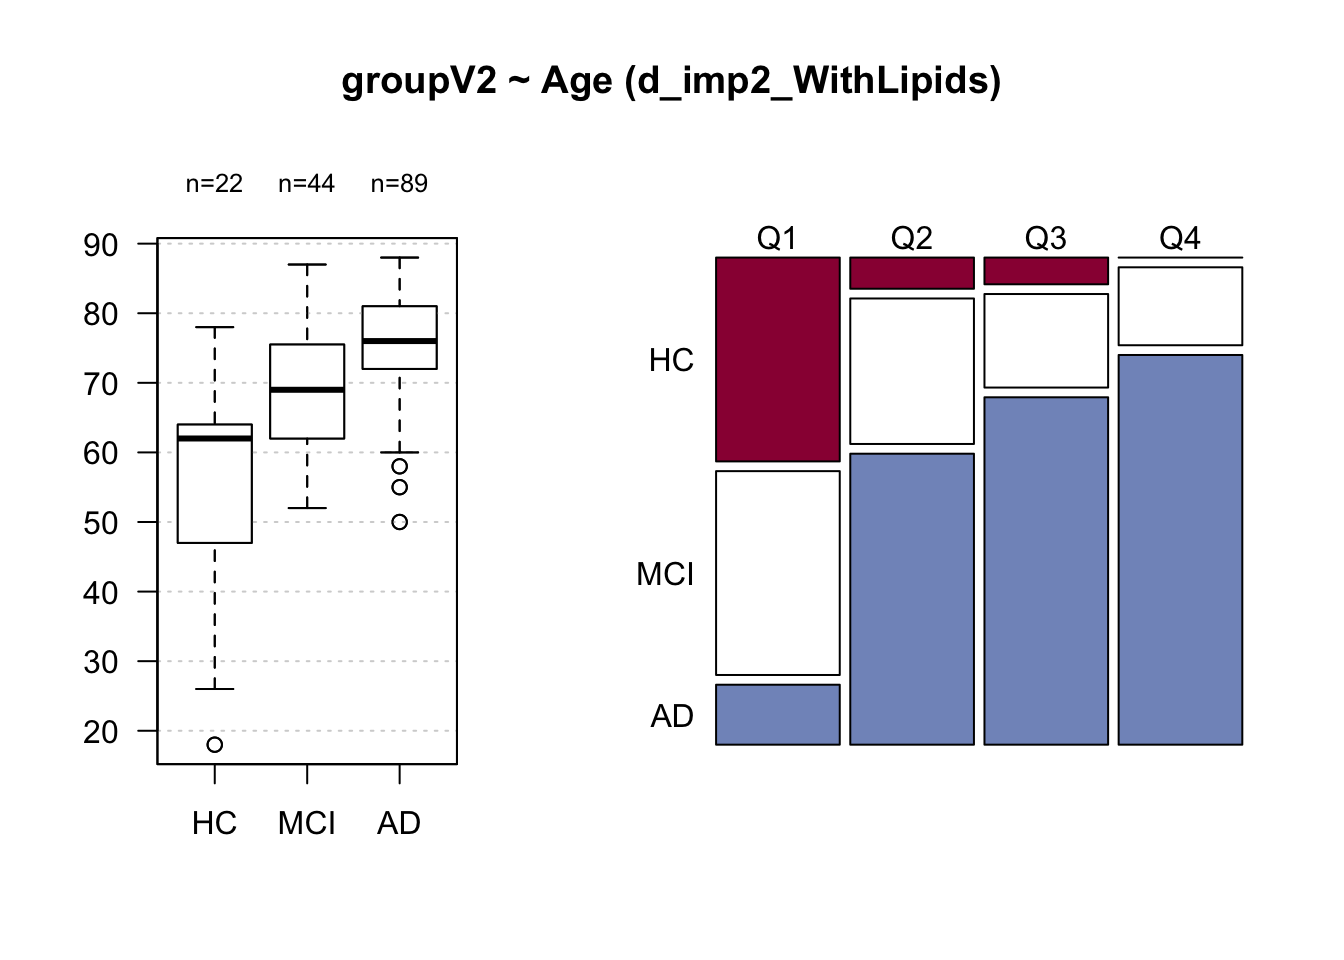 groupV2 ~ Age (d_imp2_WithLipids)
n=22 n=44 n=89
90
80
70
60
50
40
30
20
HC MCI AD
Q1 Q2 Q3 Q4
HC
MCI
AD